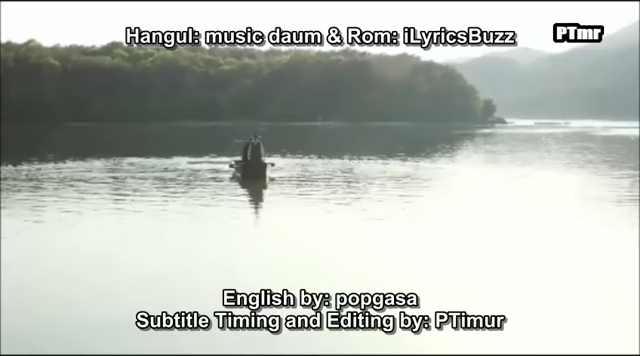 Hangul: music daum & Rom: iLyricsBuzz
PTmr
English by: popgasa
Subtitle Timing and Editing by: PTimur